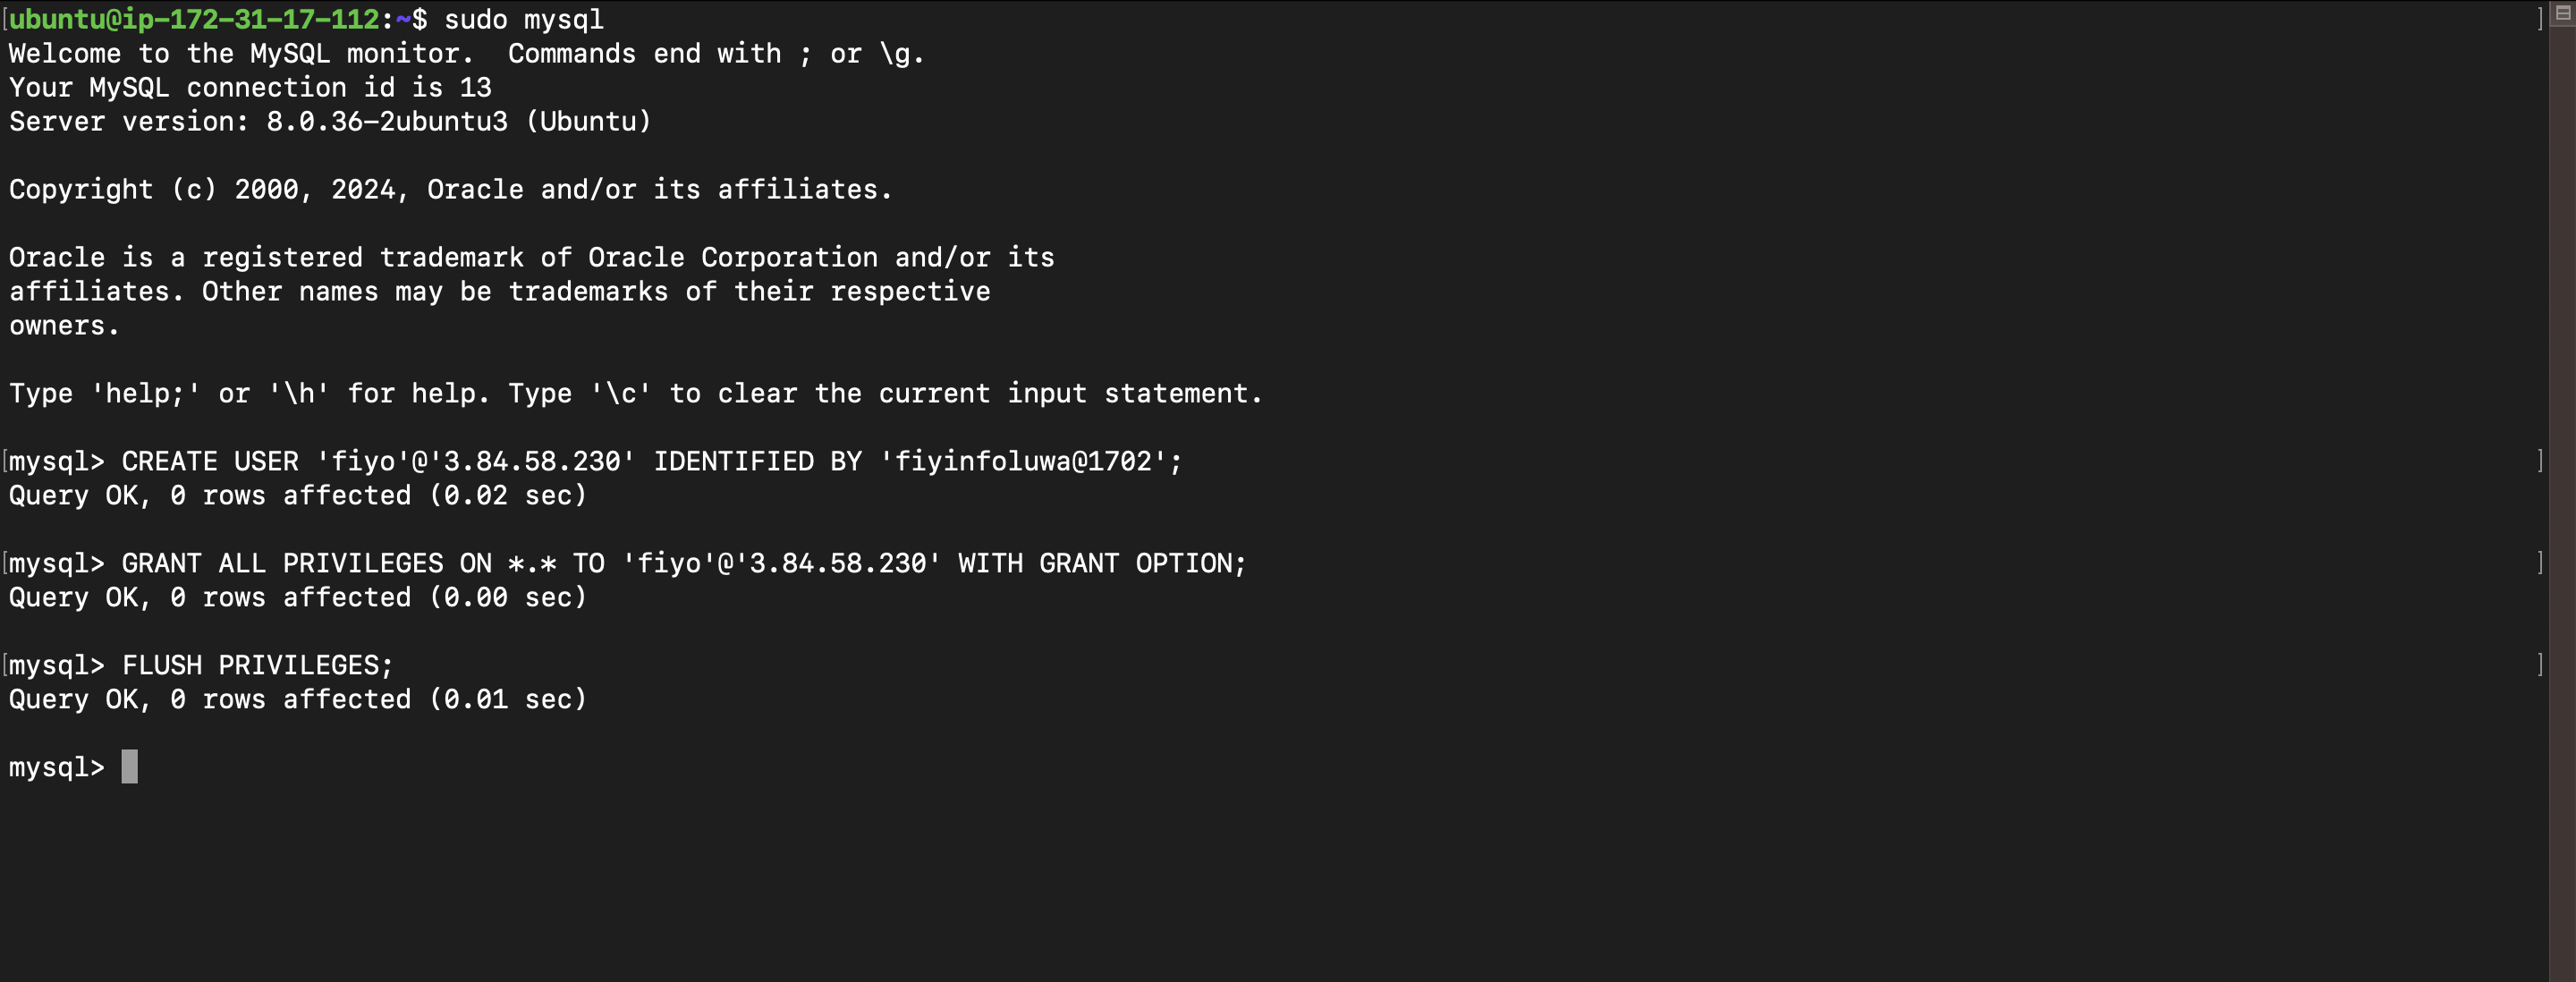 [ubuntu@ip-172-31-17-112:~$ sudo mysql ]
Welcome to the MySQL monitor.  Commands end with ; or \g.
Your MySQL connection id is 13
Server version: 8.0.36-2ubuntu3 (Ubuntu)
Copyright (c) 2000, 2024, Oracle and/or its affiliates.
Oracle is a registered trademark of Oracle Corporation and/or its
affiliates. Other names may be trademarks of their respective
owners.
Type 'help;' or '\h' for help. Type '\c' to clear the current input statement.
[mysql> CREATE USER 'fiyo'@'3.84.58.230' IDENTIFIED BY 'fiyinfoluwa@1702'; ]
Query OK, 0 rows affected (0.02 sec)
[mysql> GRANT ALL PRIVILEGES ON *.* TO 'fiyo'@'3.84.58.230' WITH GRANT OPTION; ]
Query OK, 0 rows affected (0.00 sec)
[mysql> FLUSH PRIVILEGES; ]
Query OK, 0 rows affected (0.01 sec)
mysql>